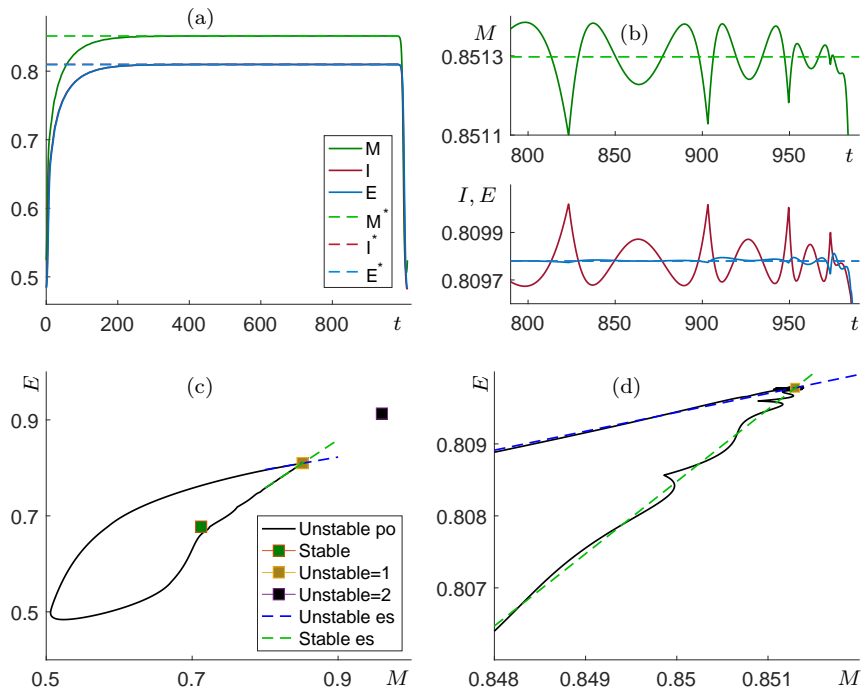 (a)
0.8
0.7
0.6
0.5
0 200 400 600 800 t
M
I
E
M*
I*
E*
M (b)
0.8513
0.8511
800 850 900 950 t
I, E
0.8099
0.8097
800 850 900 950 t
E (c)
0.9
0.7
0.5
0.5 0.7 0.9 M
Unstable po
Stable
Unstable=1
Unstable=2
Unstable es
Stable es
E (d)
0.809
0.808
0.807
0.848 0.849 0.85 0.851 M